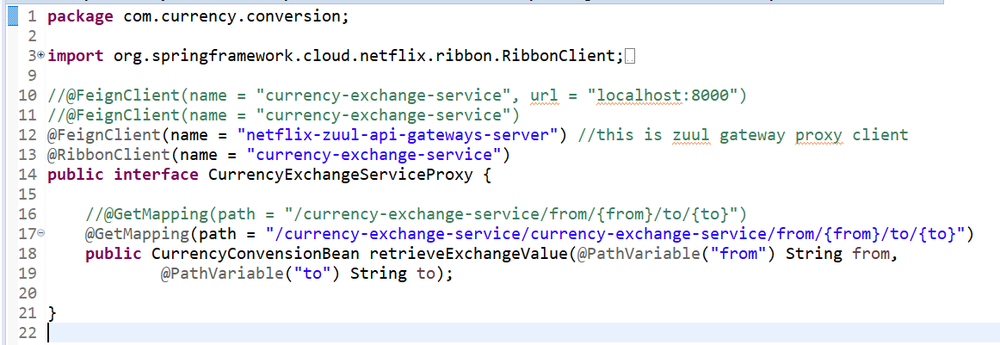 1 package com.currency.conversion;
2
3 import org.springframework.cloud.netflix.ribbon.RibbonClient;
9
10 //@FeignClient(name = "currency-exchange-service", url = "localhost:8000")
11 //@FeignClient(name = "currency-exchange-service")
12 @FeignClient(name = "netflix-zuul-api-gateways-server") //this is zuul gateway proxy client
13 @RibbonClient(name = "currency-exchange-service")
14 public interface CurrencyExchangeServiceProxy {
15
16 //@GetMapping(path = "/currency-exchange-service/from/{from}/to/{to}")
17 @GetMapping(path = "/currency-exchange-service/currency-exchange-service/from/{from}/to/{to}")
18 public CurrencyConvensionBean retrieveExchangeValue(@PathVariable("from") String from,
19 @PathVariable("to") String to);
20
21 }
22